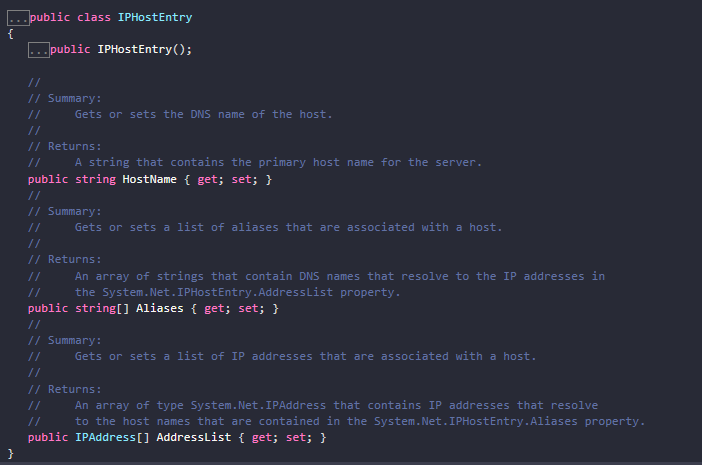 ...public class IPHostEntry
{
...public IPHostEntry();
//
// Summary:
//     Gets or sets the DNS name of the host.
//
// Returns:
//     A string that contains the primary host name for the server.
public string HostName { get; set; }
//
// Summary:
//     Gets or sets a list of aliases that are associated with a host.
//
// Returns:
//     An array of strings that contain DNS names that resolve to the IP addresses in
//     the System.Net.IPHostEntry.AddressList property.
public string[] Aliases { get; set; }
//
// Summary:
//     Gets or sets a list of IP addresses that are associated with a host.
//
// Returns:
//     An array of type System.Net.IPAddress that contains IP addresses that resolve
//     to the host names that are contained in the System.Net.IPHostEntry.Aliases property.
public IPAddress[] AddressList { get; set; }
}